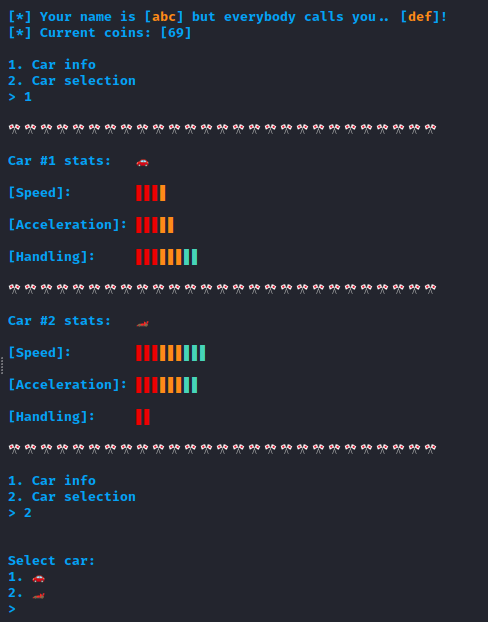 [*] Your name is [abc] but everybody calls you.. [def]!
[*] Current coins: [69]
1. Car info
2. Car selection
> 1
Car #1 stats:
[Speed]:
[Acceleration]:
[Handling]:
Car #2 stats:
[Speed]:
[Acceleration]:
[Handling]:
1. Car info
2. Car selection
> 2
Select car:
1.
2.
>